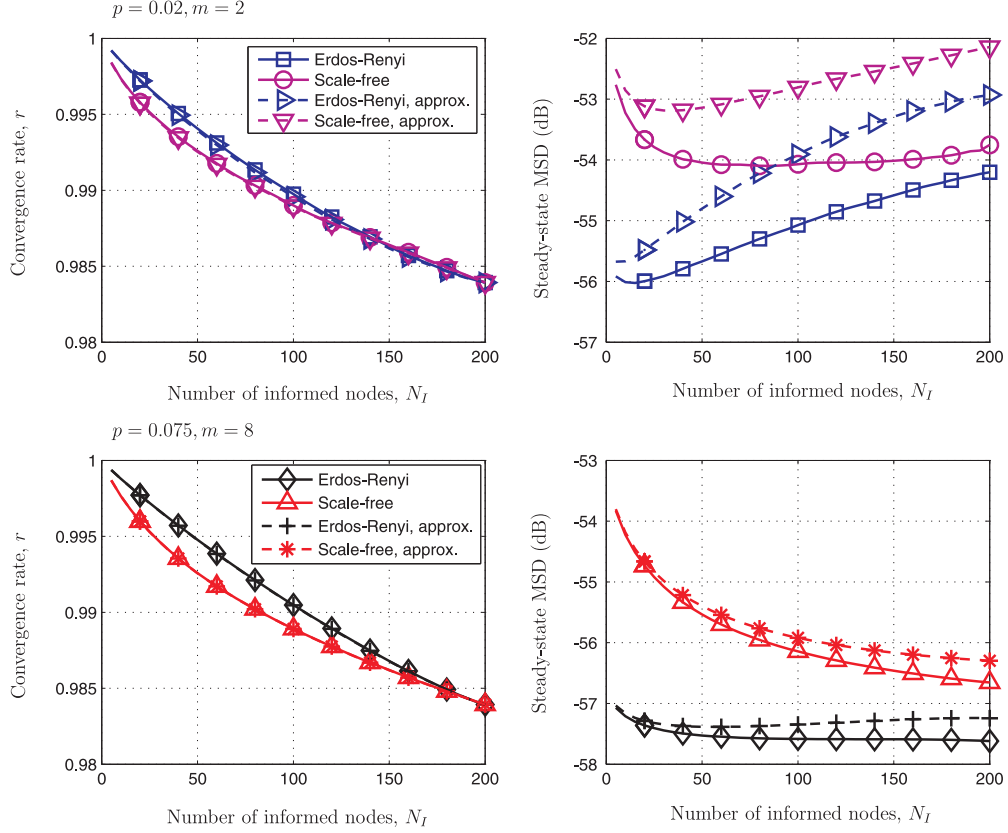 p = 0.02, m = 2
Convergence rate, r
1
0.995
0.99
0.985
0.98
0
50
100
150
200
Number of informed nodes, N_I
Erdos-Renyi
Scale-free
Erdos-Renyi, approx.
Scale-free, approx.
Steady-state MSD (dB)
-52
-53
-54
-55
-56
-57
0
50
100
150
200
Number of informed nodes, N_I
p = 0.075, m = 8
Convergence rate, r
1
0.995
0.99
0.985
0.98
0
50
100
150
200
Number of informed nodes, N_I
Erdos-Renyi
Scale-free
Erdos-Renyi, approx.
Scale-free, approx.
Steady-state MSD (dB)
-53
-54
-55
-56
-57
-58
0
50
100
150
200
Number of informed nodes, N_I